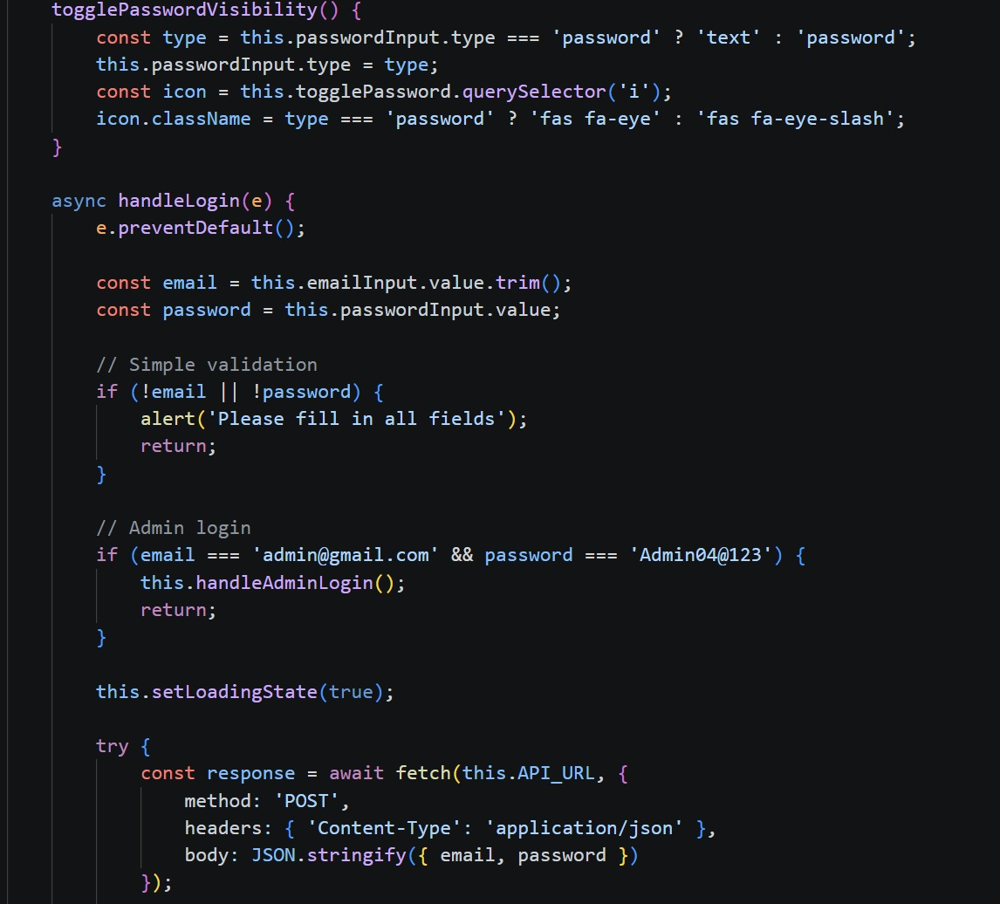 togglePasswordVisibility() {
const type = this.passwordInput.type === 'password' ? 'text' : 'password';
this.passwordInput.type = type;
const icon = this.togglePassword.querySelector('i');
icon.className = type === 'password' ? 'fas fa-eye' : 'fas fa-eye-slash';
}
async handleLogin(e) {
e.preventDefault();
const email = this.emailInput.value.trim();
const password = this.passwordInput.value;
// Simple validation
if (!email || !password) {
alert('Please fill in all fields');
return;
}
// Admin login
if (email === 'admin@gmail.com' && password === 'Admin04@123') {
this.handleAdminLogin();
return;
}
this.setLoadingState(true);
try {
const response = await fetch(this.API_URL, {
method: 'POST',
headers: { 'Content-Type': 'application/json' },
body: JSON.stringify({ email, password })
});